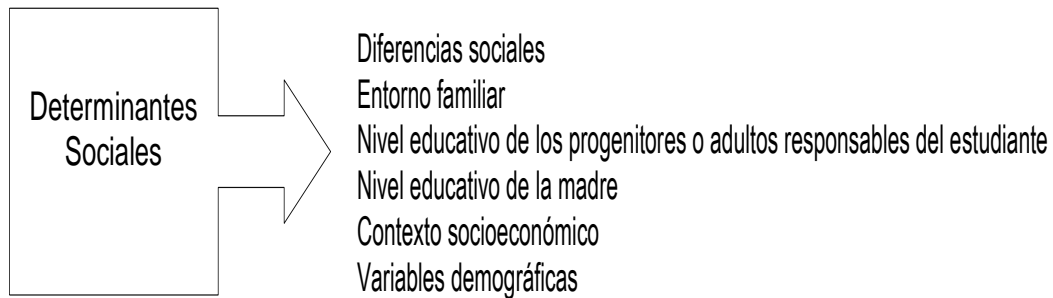 Determinantes
Sociales
Diferencias sociales
Entorno familiar
Nivel educativo de los progenitores o adultos responsables del estudiante
Nivel educativo de la madre
Contexto socioeconómico
Variables demográficas